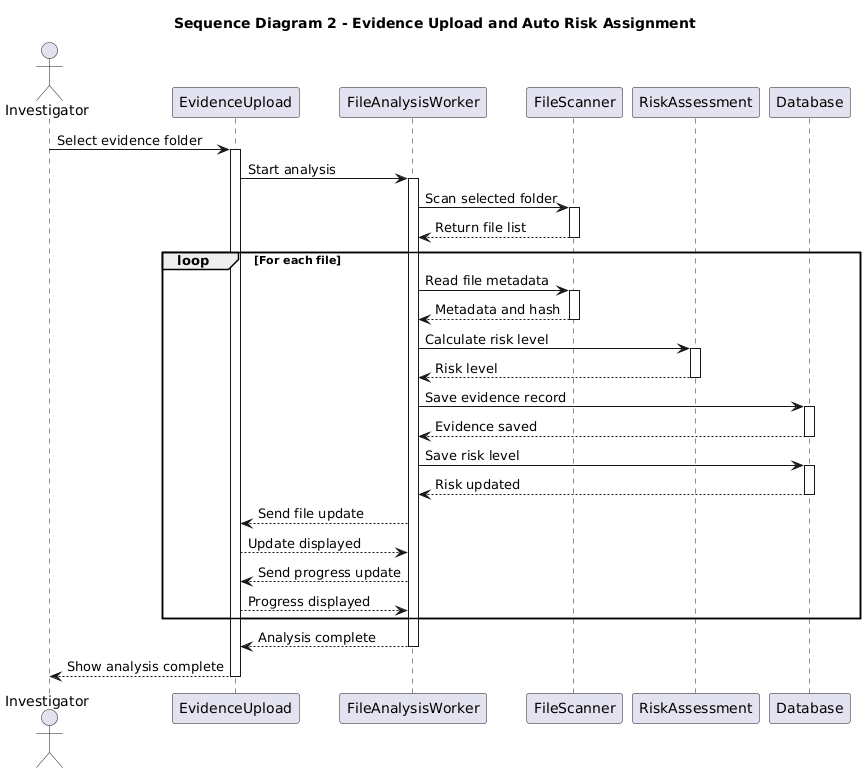 Sequence Diagram 2 - Evidence Upload and Auto Risk Assignment
Investigator
EvidenceUpload
FileAnalysisWorker
FileScanner
RiskAssessment
Database
Select evidence folder
Start analysis
Scan selected folder
Return file list
loop
[For each file]
Read file metadata
Metadata and hash
Calculate risk level
Risk level
Save evidence record
Evidence saved
Save risk level
Risk updated
Send file update
Update displayed
Send progress update
Progress displayed
Analysis complete
Show analysis complete
Investigator
EvidenceUpload
FileAnalysisWorker
FileScanner
RiskAssessment
Database